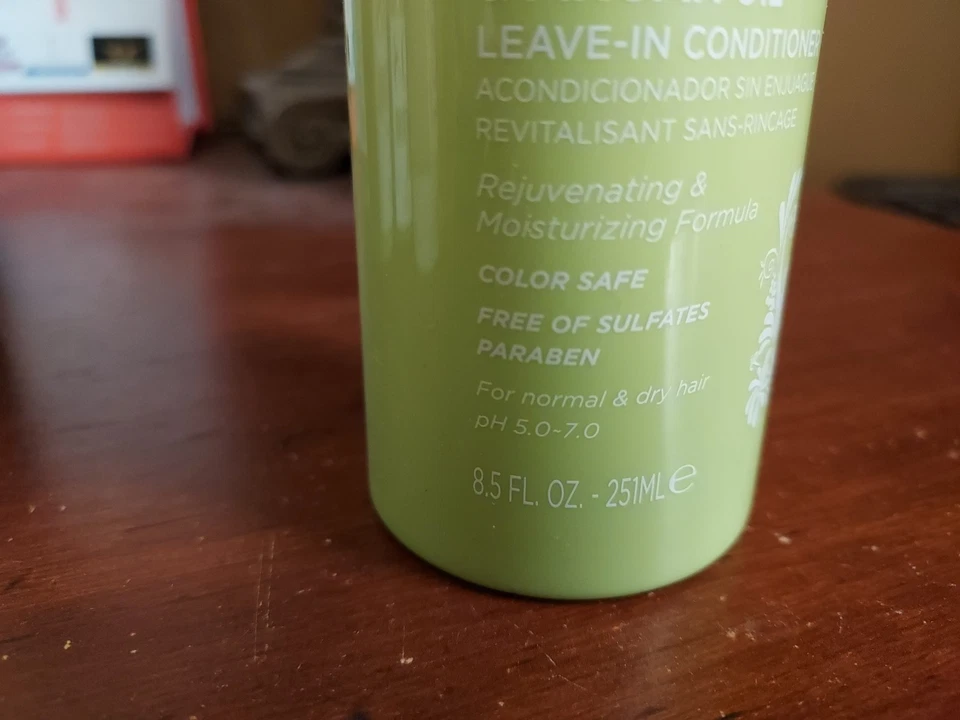 LEAVE-IN CONDITIONER
ACONDICIONADOR SIN ENJUAGUE
REVITALISANT SANS-RINÇAGE
Rejuvenating &
Moisturizing Formula
COLOR SAFE
FREE OF SULFATES
PARABEN
For normal & dry hair
pH 5.0-7.0
8.5 FL. OZ. - 251ML e